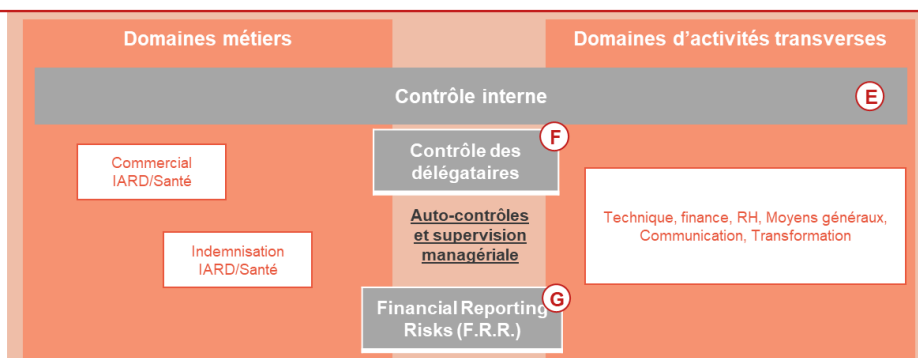 Domaines métiers
Domaines d'activités transverses
Contrôle interne
E
F
Contrôle des
délégataires
Commercial
IARD/Santé
Auto-contrôles
et supervision
managériale
Technique, finance, RH, Moyens généraux,
Communication, Transformation
Indemnisation
IARD/Santé
G
Financial Reporting
Risks (F.R.R.)